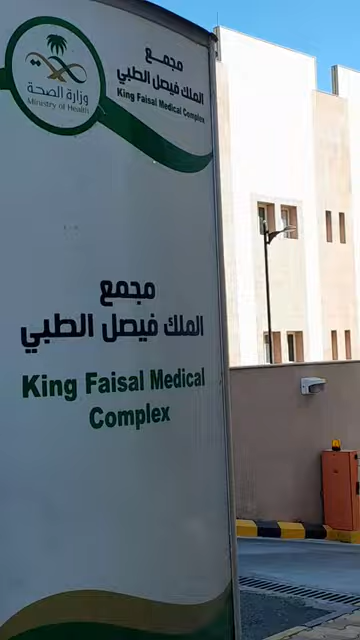 وزارة الصحة
Ministry of Health
مجمع
الملك فيصل الطبي
King Faisal Medical Complex
مجمع
الملك فيصل الطبي
King Faisal Medical
Complex